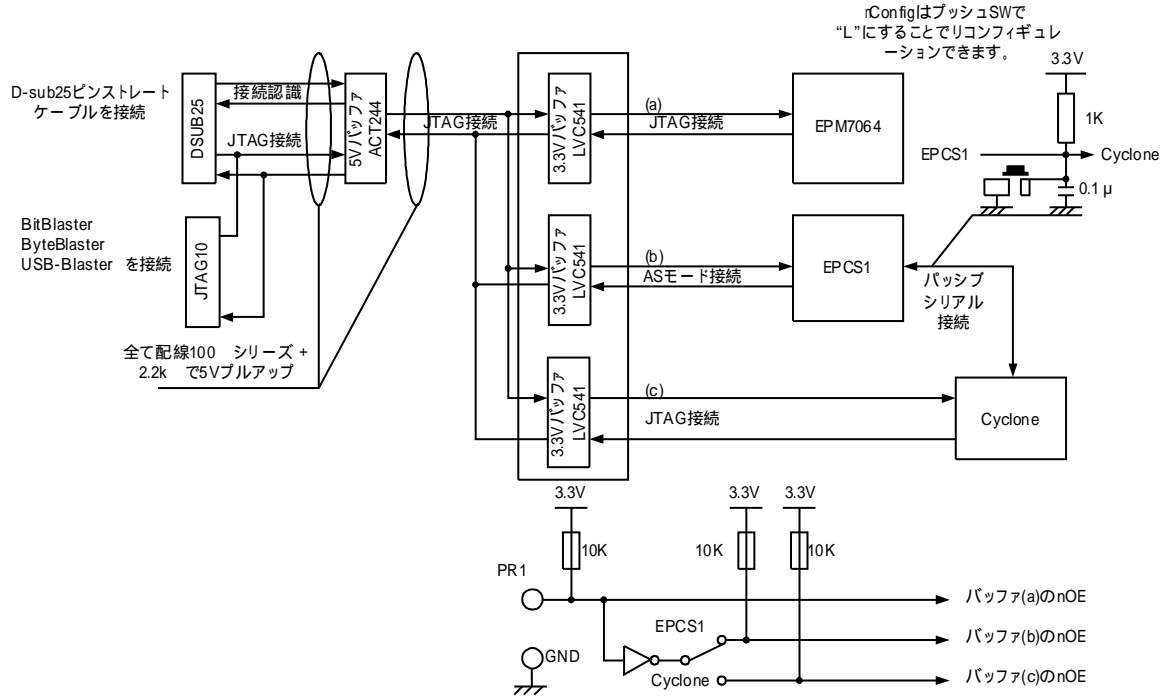 nConfigはプッシュSWで
“L”にすることでリコンフィギュレ
ーションできます。
3.3V
1K
EPCS1
Cyclone
0.1μ
D-sub25ピンストレート
ケーブルを接続
DSUB25
接続認識
JTAG接続
5Vバッファ
ACT244
JTAG接続
3.3Vバッファ
LVC541
(a)
JTAG接続
EPM7064
BitBlaster
ByteBlaster
USB-Blaster を接続
JTAG10
3.3Vバッファ
LVC541
(b)
ASモード接続
EPCS1
パッシブ
シリアル
接続
全て配線100 シリーズ +
2.2k で5Vプルアップ
3.3Vバッファ
LVC541
(c)
JTAG接続
Cyclone
3.3V
3.3V
3.3V
10K
10K
10K
PR1
バッファ(a)のnOE
EPCS1
バッファ(b)のnOE
GND
Cyclone
バッファ(c)のnOE